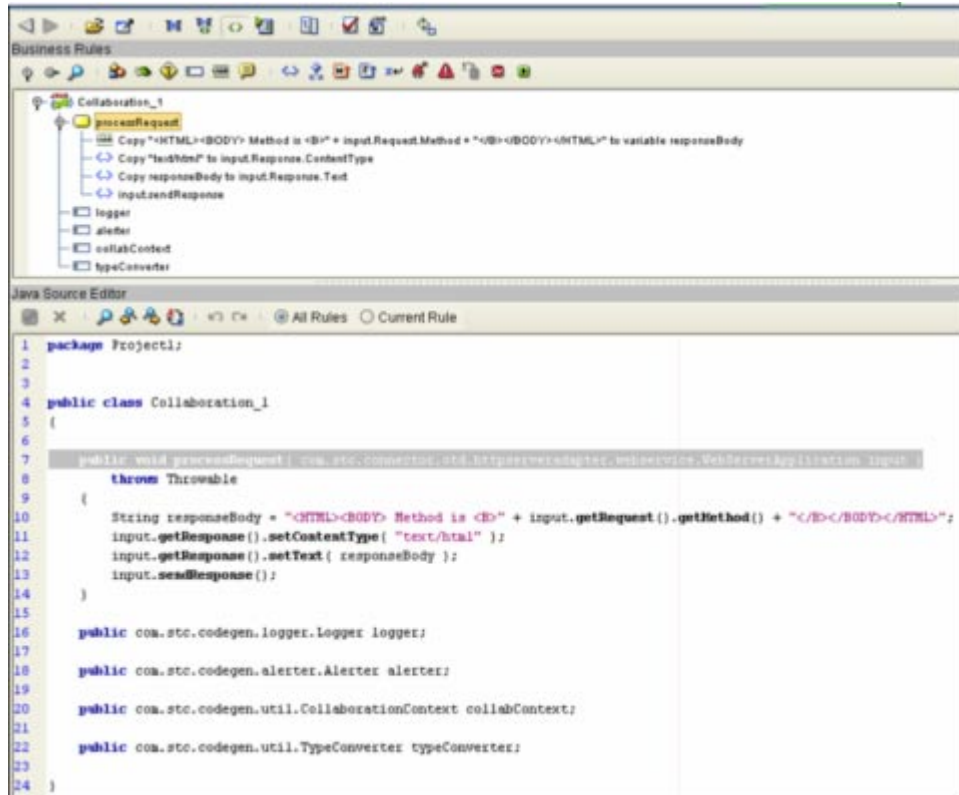 Business Rules
Collaboration_1
processRequest
Copy "<HTML><BODY> Method is <B>" + input.Request.Method + "</B></BODY></HTML>" to variable responseBody
Copy "text/html" to input.Response.ContentType
Copy responseBody to input.Response.Text
input.sendResponse
logger
alerter
collabContext
typeConverter
Java Source Editor
All Rules Current Rule
1 package Project1;
2
3
4 public class Collaboration_1
5 {
6
7 public void processRequest( com.stc.connector.otd.httpserveradapter.webservice.WebServerApplication input )
8 throws Throwable
9 {
10 String responseBody = "<HTML><BODY> Method is <B>" + input.getRequest().getMethod() + "</B></BODY></HTML>";
11 input.getResponse().setContentType( "text/html" );
12 input.getResponse().setText( responseBody );
13 input.sendResponse();
14 }
15
16 public com.stc.codegen.logger.Logger logger;
17
18 public com.stc.codegen.alerter.Alerter alerter;
19
20 public com.stc.codegen.util.CollaborationContext collabContext;
21
22 public com.stc.codegen.util.TypeConverter typeConverter;
23
24 }